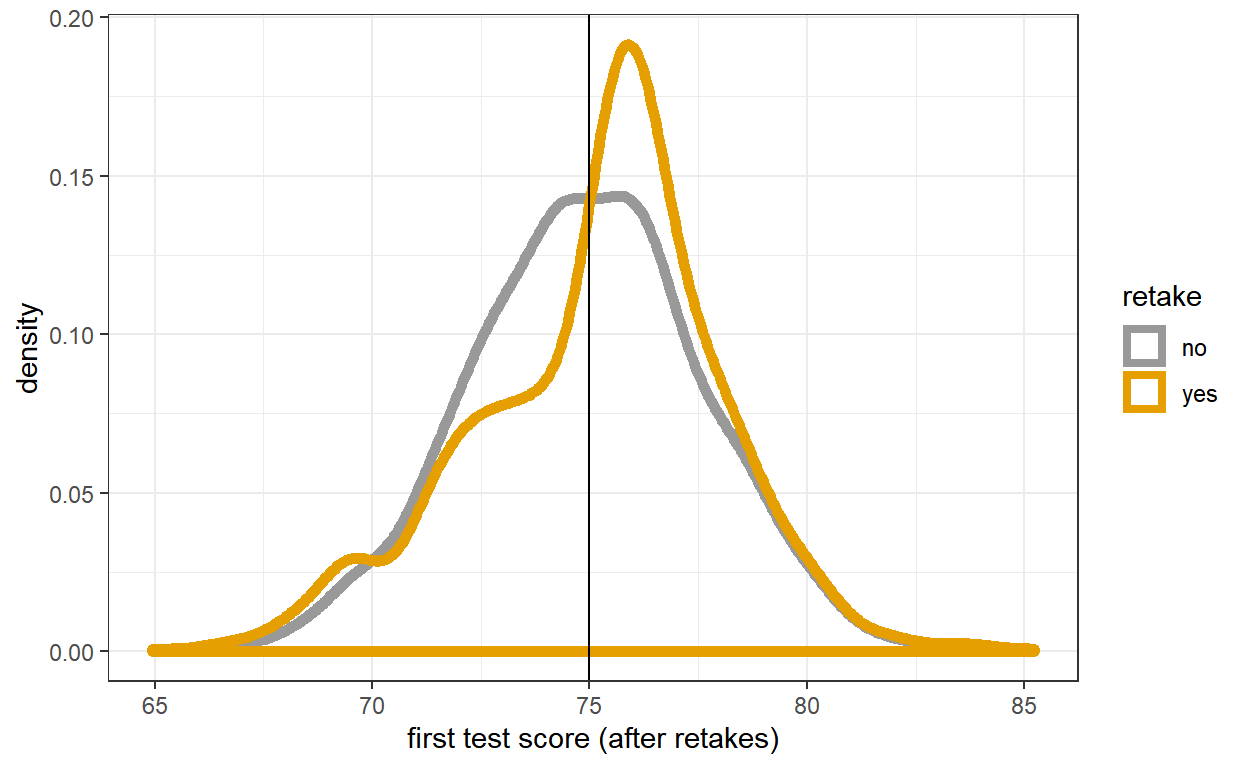 0.20
0.15
0.10
0.05
0.00
density
65 70 75 80 85
first test score (after retakes)
retake
no
yes